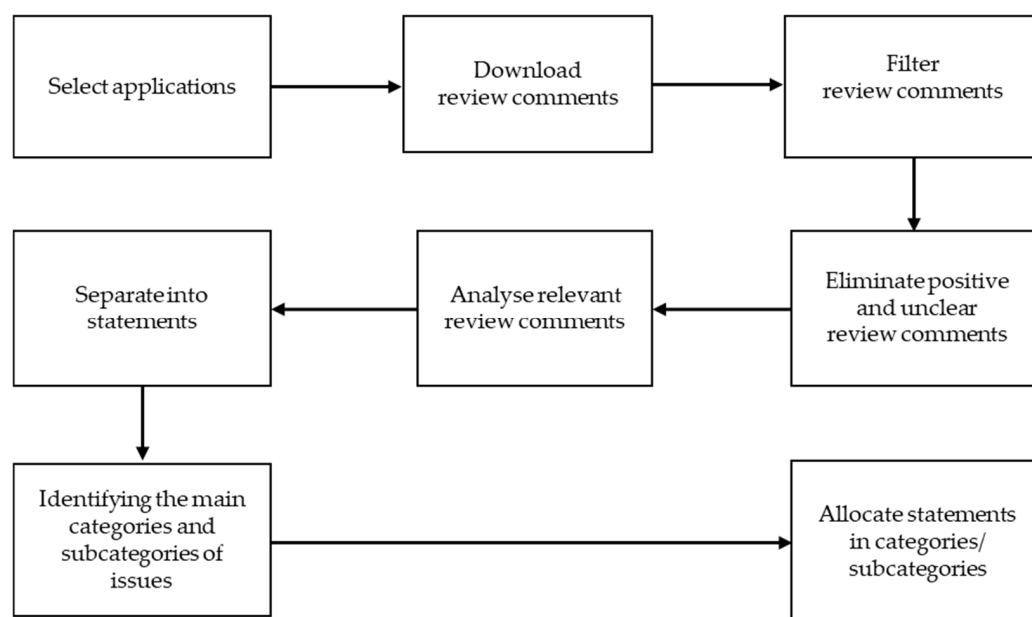 Select applications
Download
review comments
Filter
review comments
Eliminate positive
and unclear
review comments
Analyse relevant
review comments
Separate into
statements
Identifying the main
categories and
subcategories of
issues
Allocate statements
in categories/
subcategories